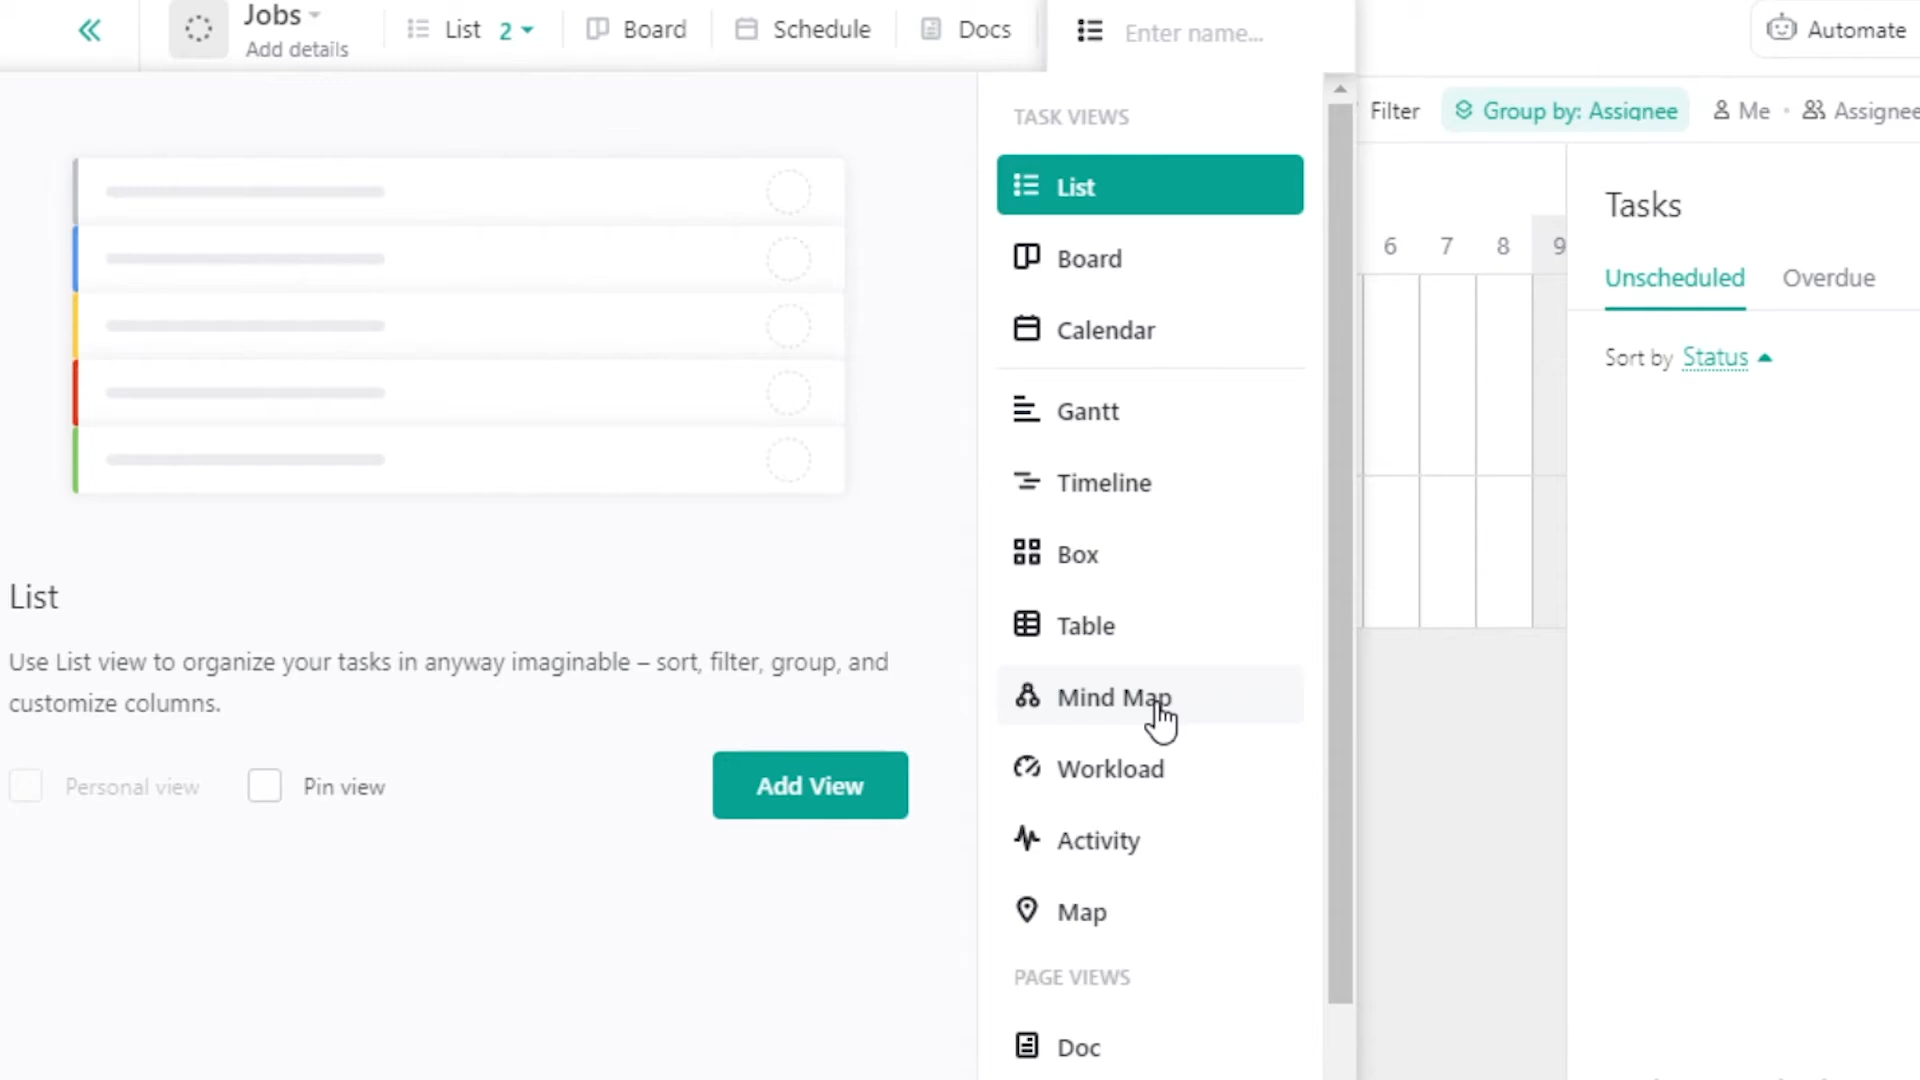 Jobs
Add details
List 2
Board
Schedule
Docs
Enter name...
Automate
Filter
Group by: Assignee
Me
Assignee
TASK VIEWS
List
Board
Calendar
Gantt
Timeline
Box
Table
Mind Map
Workload
Activity
Map
PAGE VIEWS
Doc
List
Use List view to organize your tasks in anyway imaginable – sort, filter, group, and
customize columns.
Personal view
Pin view
Add View
6 7 8 9
Tasks
Unscheduled
Overdue
Sort by Status